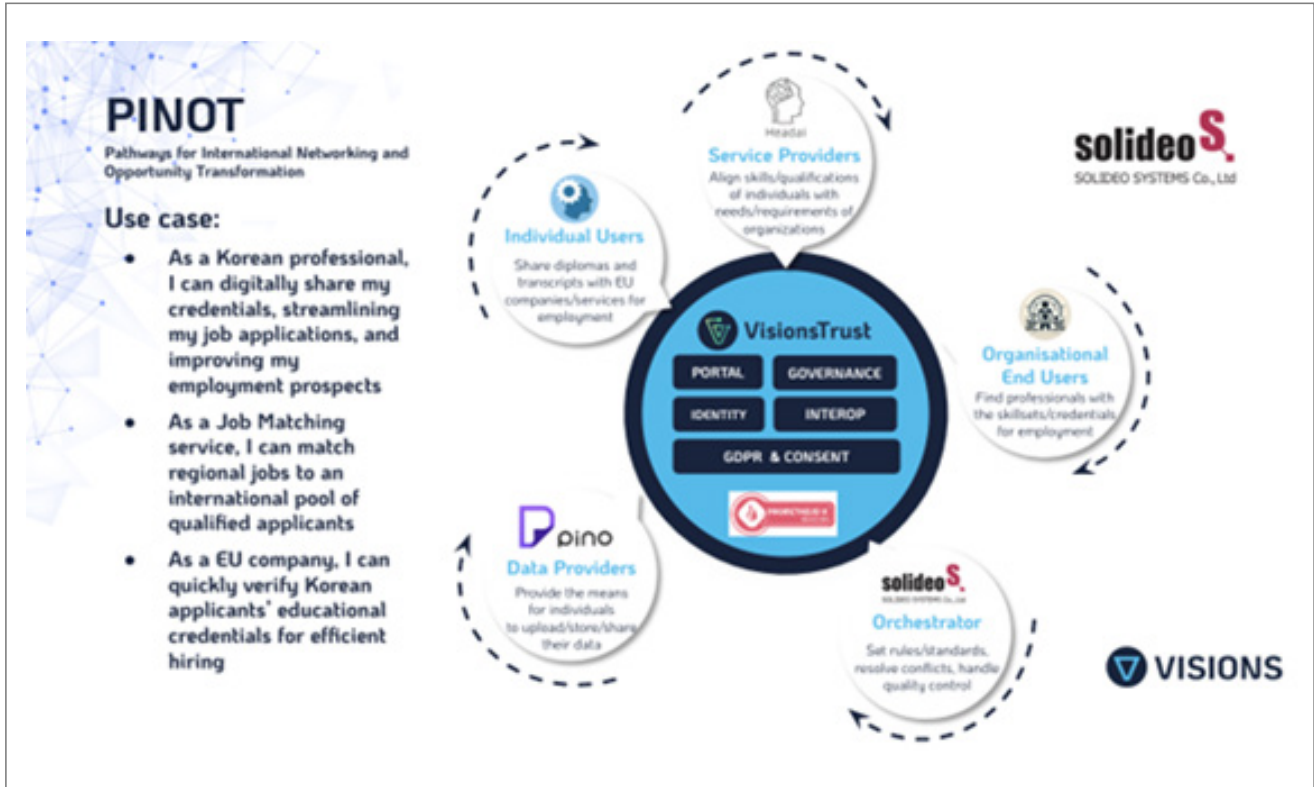 PINOT
Pathways for International Networking and
Opportunity Transformation
Use case:
• As a Korean professional,
I can digitally share my
credentials, streamlining
my job applications, and
improving my
employment prospects
• As a Job Matching
service, I can match
regional jobs to an
international pool of
qualified applicants
• As a EU company, I can
quickly verify Korean
applicants' educational
credentials for efficient
hiring
Headai
Service Providers
Align skills/qualifications
of individuals with
needs/requirements of
organizations
Individual Users
Share diplomas and
transcripts with EU
companies/services for
employment
VisionsTrust
PORTAL
GOVERNANCE
IDENTITY
INTEROP
GDPR & CONSENT
PROMETHEUS-X
Organisational
End Users
Find professionals with
the skillsets/credentials
for employment
pino
Data Providers
Provide the means
for individuals
to upload/store/share
their data
solideo S.
SOLIDEO SYSTEMS Co., Ltd
Orchestrator
Set rules/standards,
resolve conflicts, handle
quality control
solideo S.
SOLIDEO SYSTEMS Co., Ltd
VISIONS